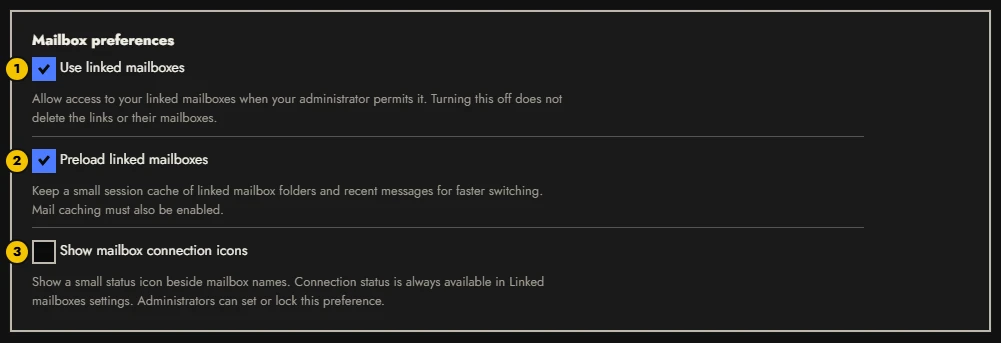 Mailbox preferences
1 Use linked mailboxes
Allow access to your linked mailboxes when your administrator permits it. Turning this off does not
delete the links or their mailboxes.
2 Preload linked mailboxes
Keep a small session cache of linked mailbox folders and recent messages for faster switching.
Mail caching must also be enabled.
3 Show mailbox connection icons
Show a small status icon beside mailbox names. Connection status is always available in Linked
mailboxes settings. Administrators can set or lock this preference.